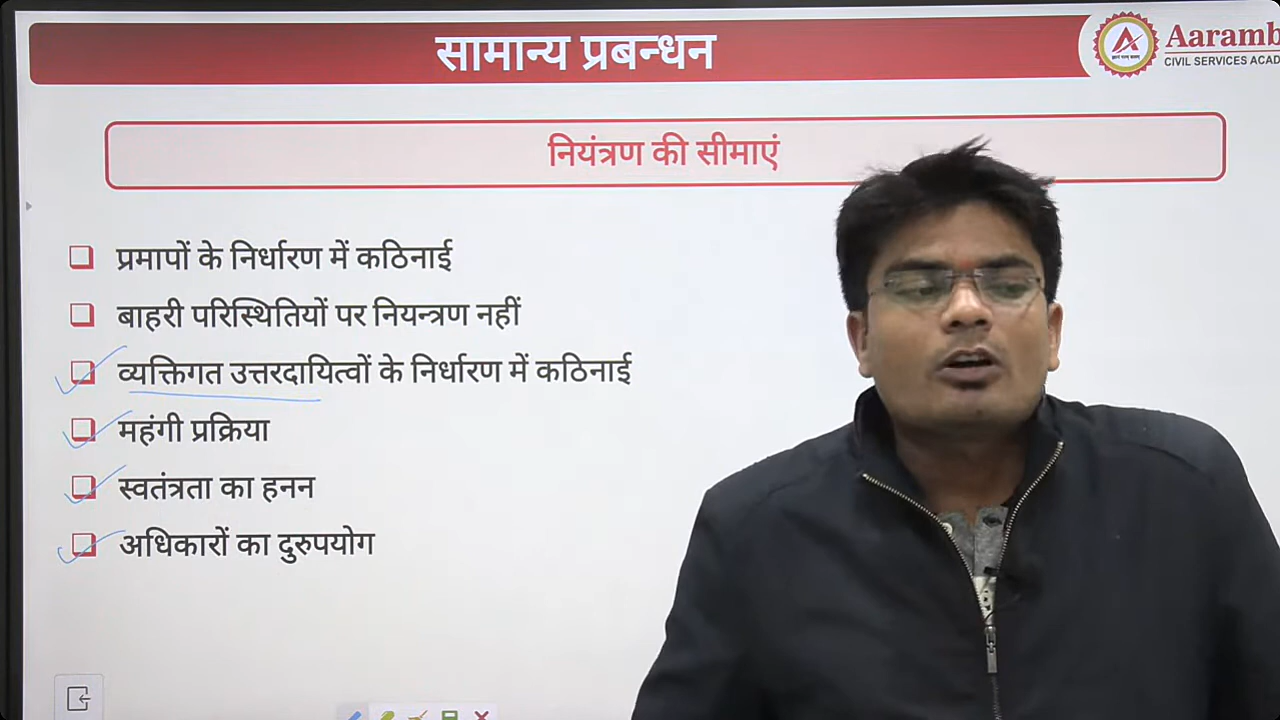 सामान्य प्रबन्धन
Aaramb
CIVIL SERVICES ACAD
नियंत्रण की सीमाएं
प्रमापों के निर्धारण में कठिनाई
बाहरी परिस्थितियों पर नियन्त्रण नहीं
व्यक्तिगत उत्तरदायित्वों के निर्धारण में कठिनाई
महंगी प्रक्रिया
स्वतंत्रता का हनन
अधिकारों का दुरुपयोग